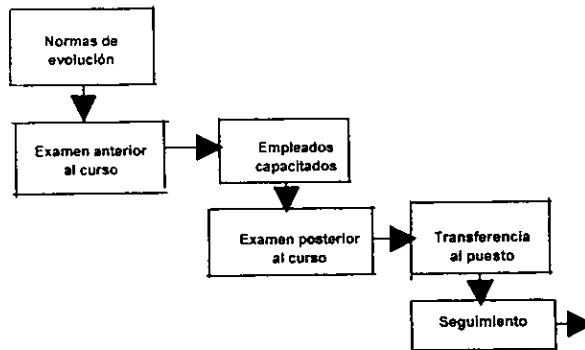 Normas de
evolución
Examen anterior
al curso
Empleados
capacitados
Examen posterior
al curso
Transferencia
al puesto
Seguimiento